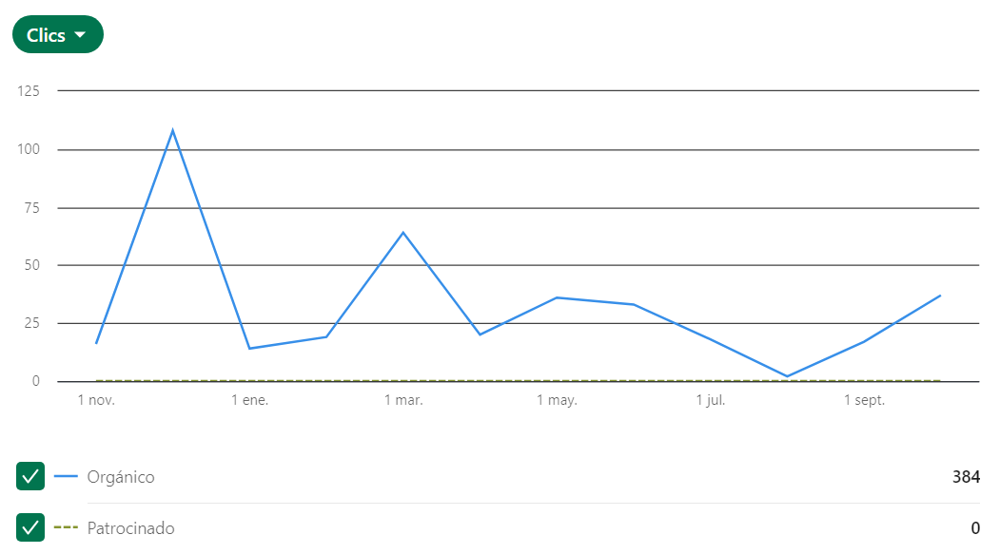 Clics
125
100
75
50
25
0
1 nov. 1 ene. 1 mar. 1 may. 1 jul. 1 sept.
Orgánico 384
Patrocinado 0